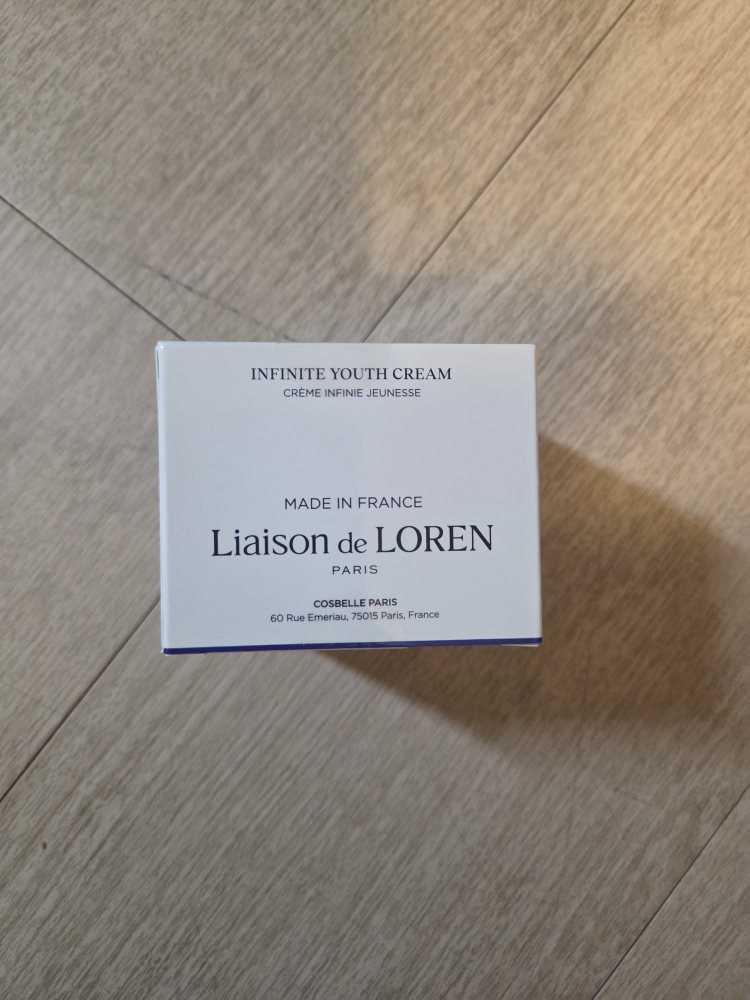 INFINITE YOUTH CREAM
CRÈME INFINIE JEUNESSE
MADE IN FRANCE
Liaison de LOREN
PARIS
COSBELLE PARIS
60 Rue Emeriau, 75015 Paris, France